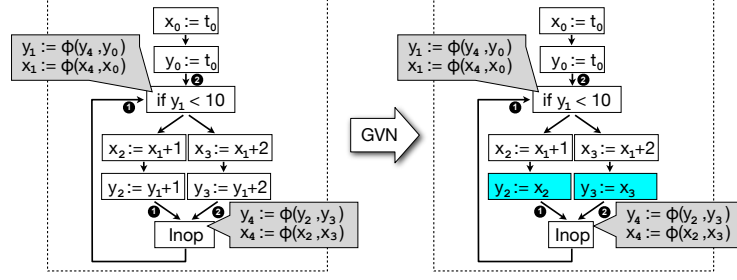 x₀ := t₀
y₁ := ϕ(y₄ ,y₀)
x₁ := ϕ(x₄ ,x₀)
y₀ := t₀
❷
❶
if y₁ < 10
x₂ := x₁+1
x₃ := x₁+2
y₂ := y₁+1
y₃ := y₁+2
❶
❷
Inop
y₄ := ϕ(y₂ ,y₃)
x₄ := ϕ(x₂ ,x₃)
GVN
x₀ := t₀
y₁ := ϕ(y₄ ,y₀)
x₁ := ϕ(x₄ ,x₀)
y₀ := t₀
❷
❶
if y₁ < 10
x₂ := x₁+1
x₃ := x₁+2
y₂ := x₂
y₃ := x₃
❶
❷
Inop
y₄ := ϕ(y₂ ,y₃)
x₄ := ϕ(x₂ ,x₃)